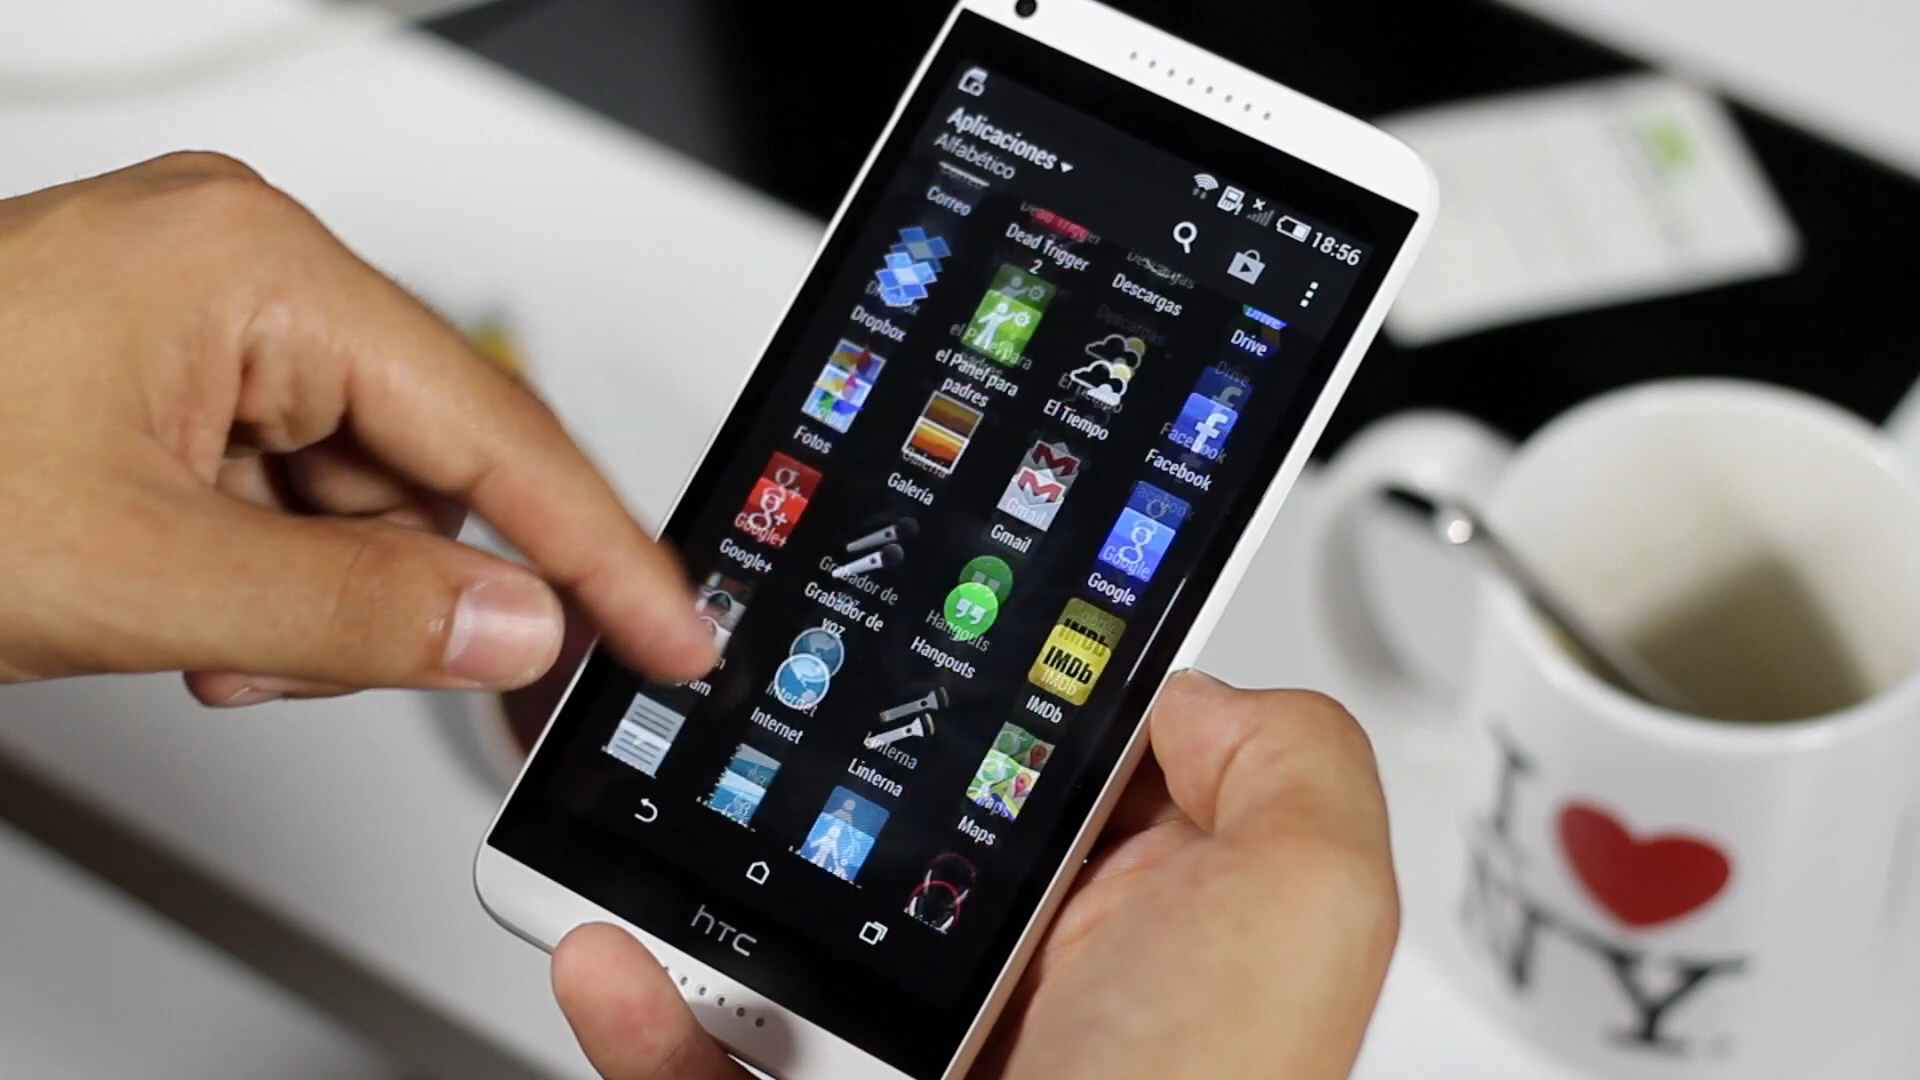 18:56
Aplicaciones
Alfabético
Correo
Dead Trigger
2
Descargas
Drive
Dropbox
el Panel para
padres
El Tiempo
Facebook
Fotos
Galería
Gmail
Google
Google+
Grabador de
voz
Hangouts
IMDb
IMDb
Internet
Linterna
Maps
hTC
I
NY